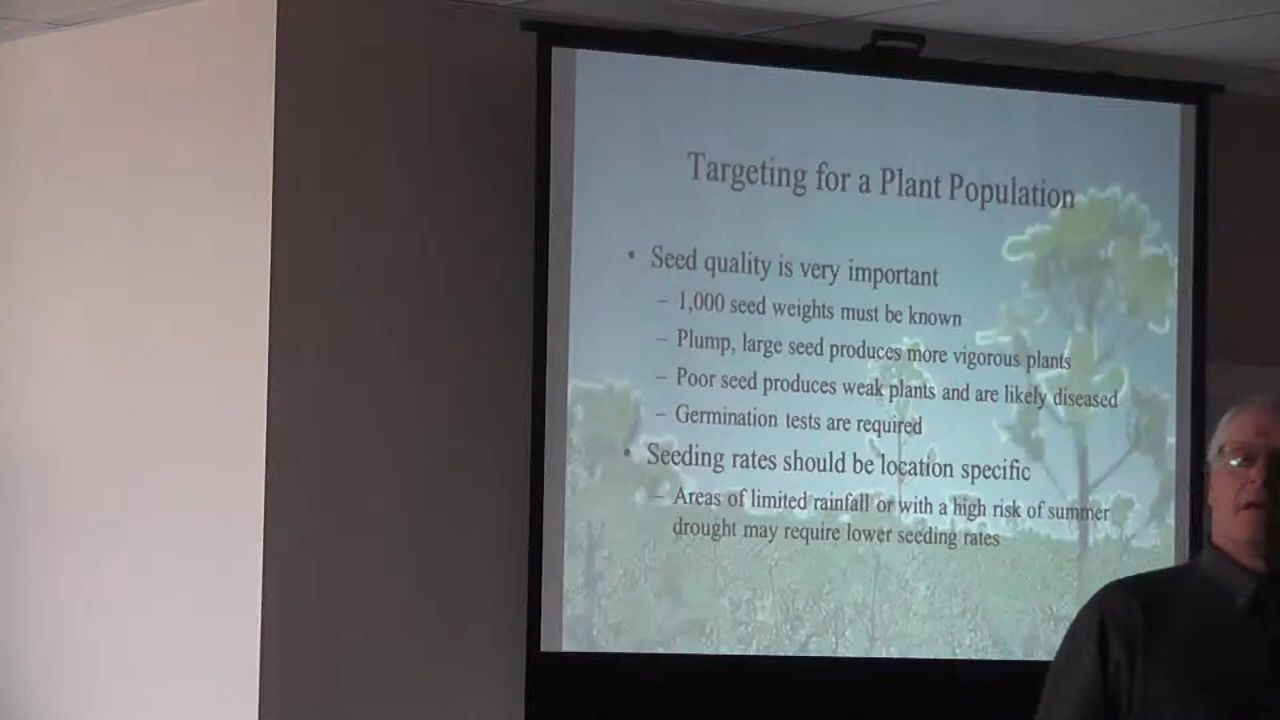 Targeting for a Plant Population
• Seed quality is very important
– 1,000 seed weights must be known
– Plump, large seed produces more vigorous plants
– Poor seed produces weak plants and are likely diseased
– Germination tests are required
• Seeding rates should be location specific
– Areas of limited rainfall or with a high risk of summer
drought may require lower seeding rates